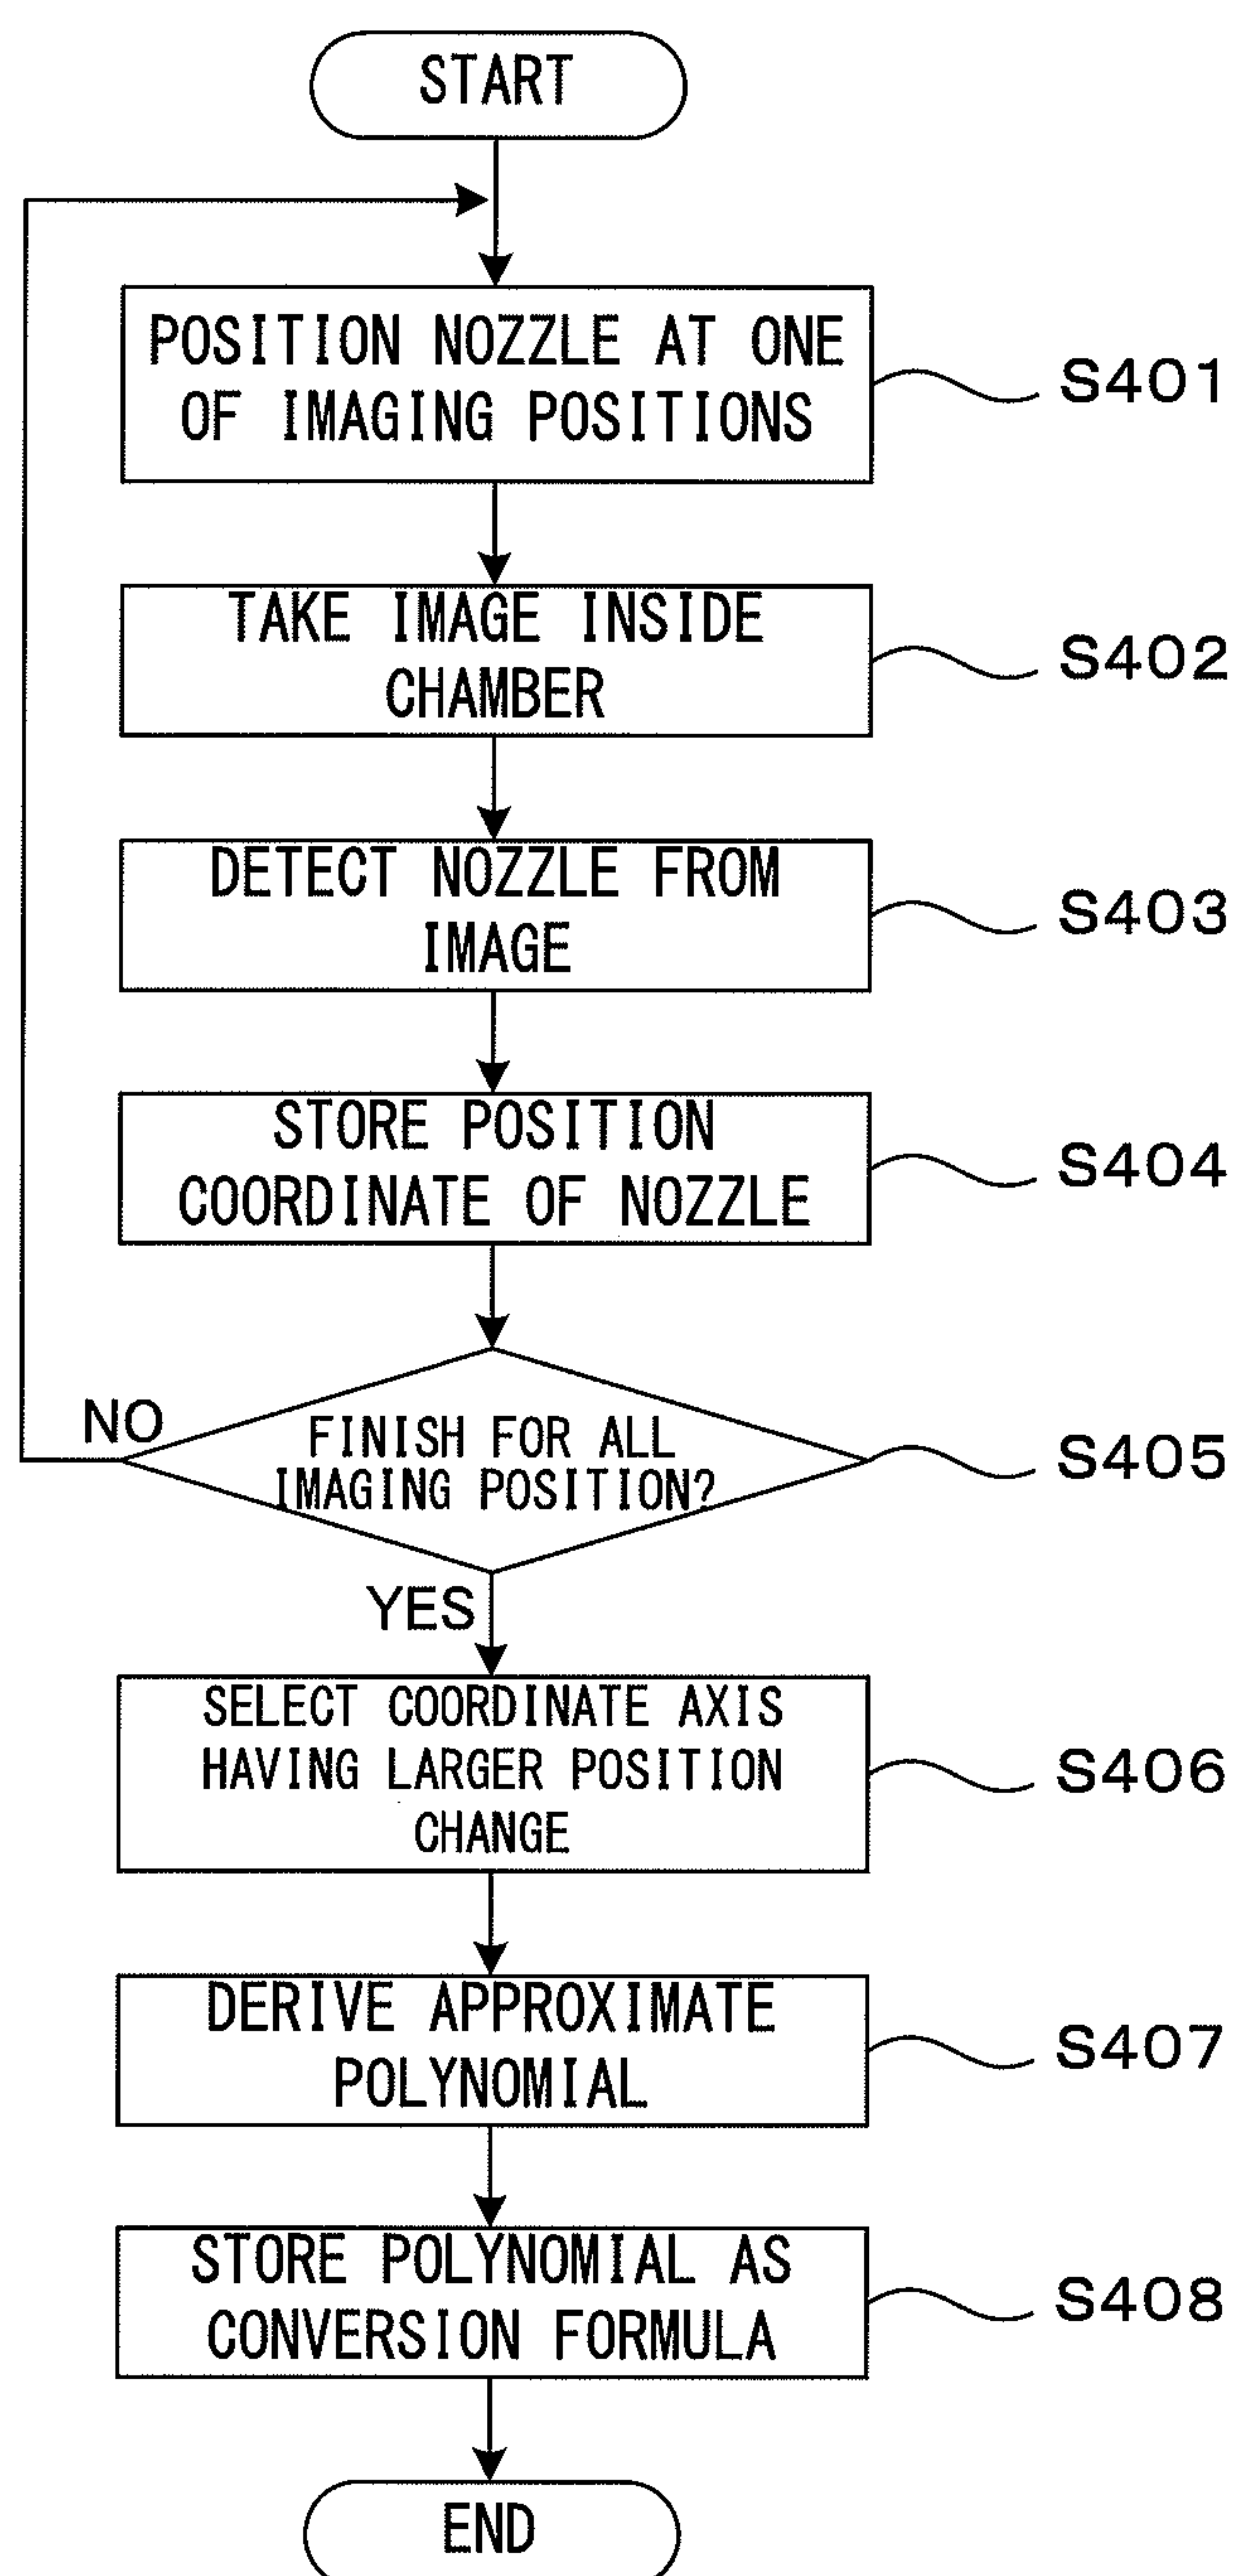 START
POSITION NOZZLE AT ONE
OF IMAGING POSITIONS
S401
TAKE IMAGE INSIDE
CHAMBER
S402
DETECT NOZZLE FROM
IMAGE
S403
STORE POSITION
COORDINATE OF NOZZLE
S404
NO
FINISH FOR ALL
IMAGING POSITION?
S405
YES
SELECT COORDINATE AXIS
HAVING LARGER POSITION
CHANGE
S406
DERIVE APPROXIMATE
POLYNOMIAL
S407
STORE POLYNOMIAL AS
CONVERSION FORMULA
S408
END